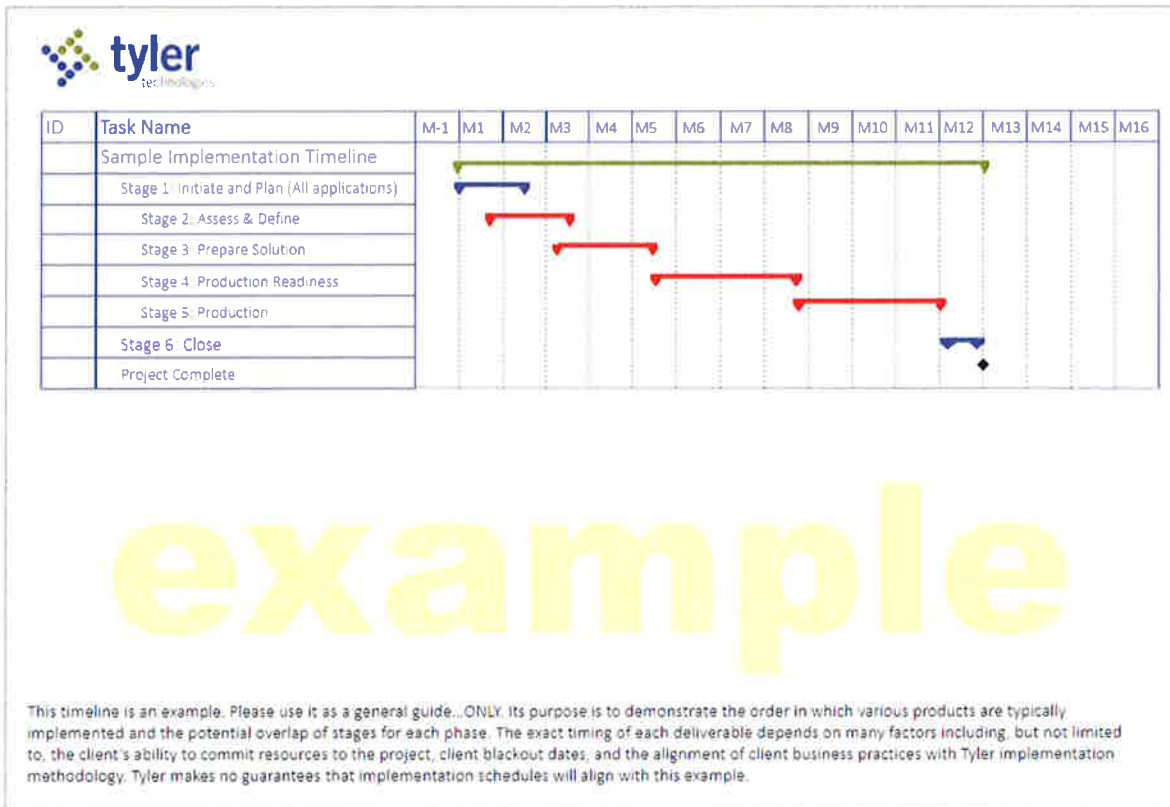 tyler
technologies
ID Task Name M-1 M1 M2 M3 M4 M5 M6 M7 M8 M9 M10 M11 M12 M13 M14 M15 M16
Sample Implementation Timeline
Stage 1: Initiate and Plan (All applications)
Stage 2: Assess & Define
Stage 3: Prepare Solution
Stage 4: Production Readiness
Stage 5: Production
Stage 6: Close
Project Complete
example
This timeline is an example. Please use it as a general guide...ONLY. Its purpose is to demonstrate the order in which various products are typically
implemented and the potential overlap of stages for each phase. The exact timing of each deliverable depends on many factors including, but not limited
to, the client's ability to commit resources to the project, client blackout dates, and the alignment of client business practices with Tyler implementation
methodology. Tyler makes no guarantees that implementation schedules will align with this example.